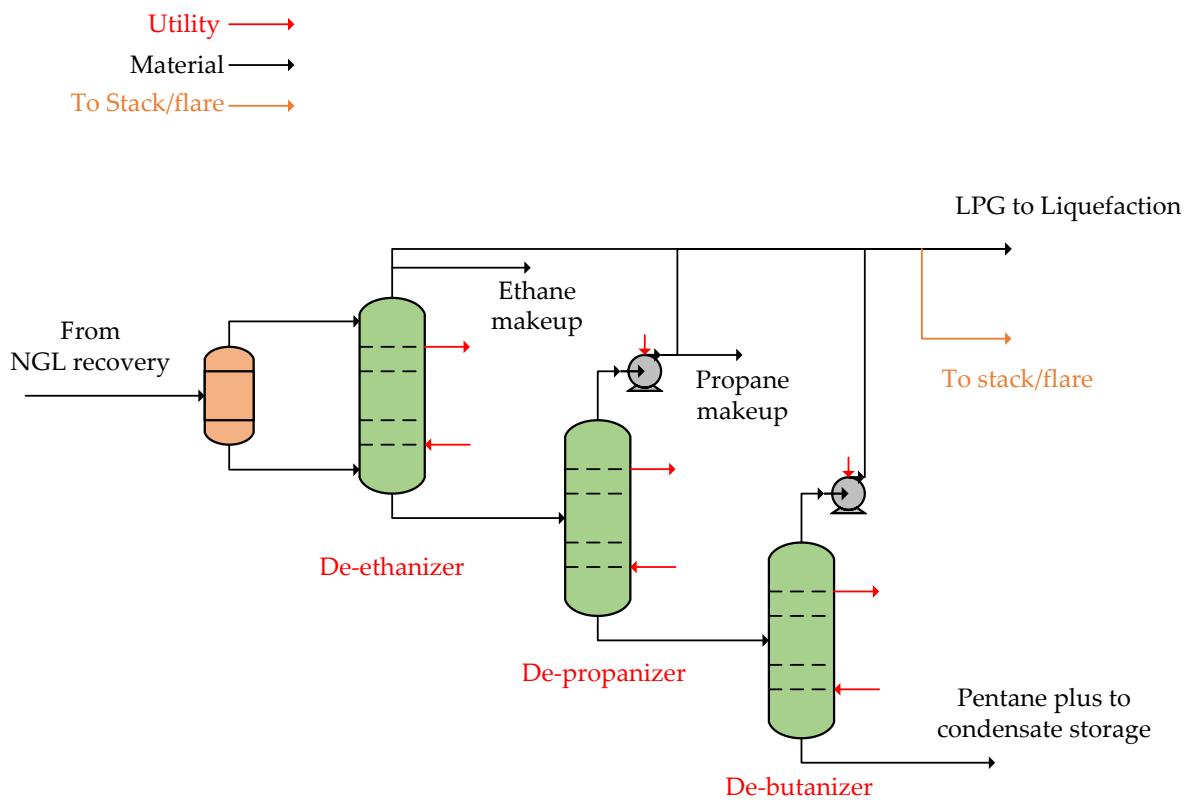 Utility
Material
To Stack/flare
LPG to Liquefaction
Ethane
makeup
From
NGL recovery
Propane
makeup
To stack/flare
De-ethanizer
De-propanizer
Pentane plus to
condensate storage
De-butanizer